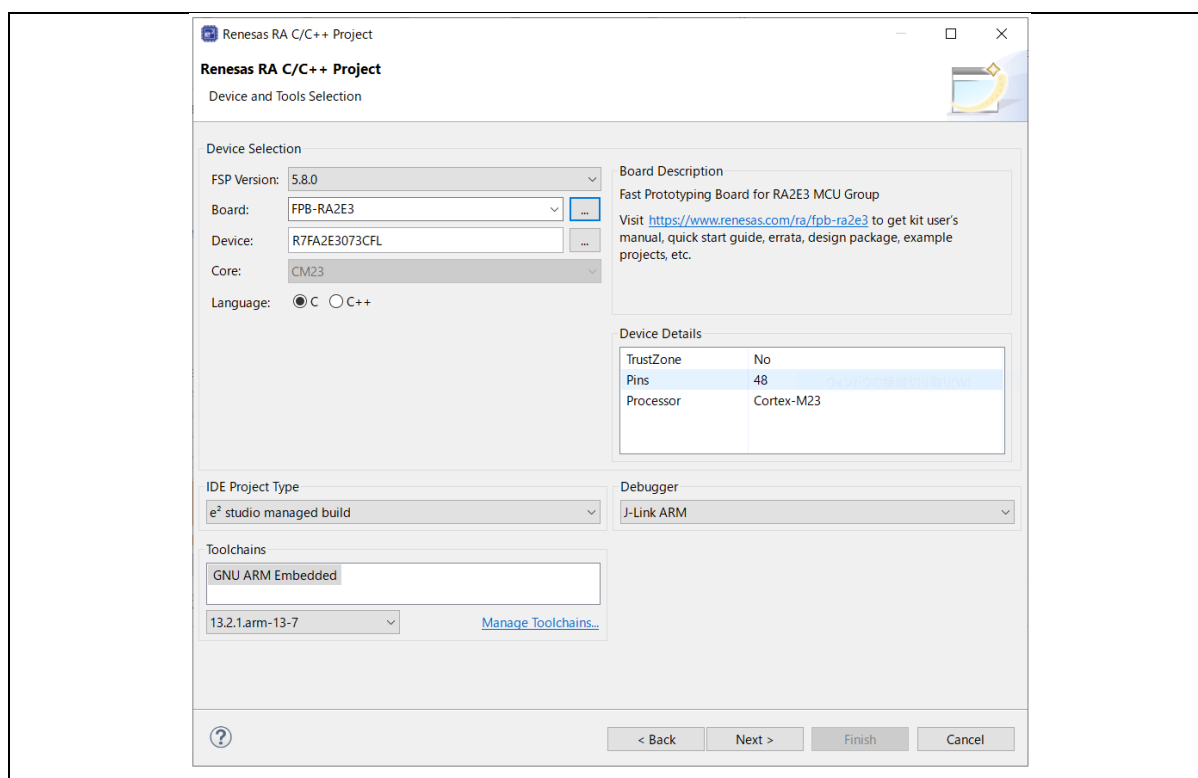 Renesas RA C/C++ Project
Renesas RA C/C++ Project
Device and Tools Selection
Device Selection
FSP Version: 5.8.0
Board: FPB-RA2E3 ...
Device: R7FA2E3073CFL ...
Core: CM23
Language: C C++
Board Description
Fast Prototyping Board for RA2E3 MCU Group
Visit https://www.renesas.com/ra/fpb-ra2e3 to get kit user's
manual, quick start guide, errata, design package, example
projects, etc.
Device Details
TrustZone No
Pins 48
Processor Cortex-M23
IDE Project Type
e² studio managed build
Debugger
J-Link ARM
Toolchains
GNU ARM Embedded
13.2.1.arm-13-7 Manage Toolchains...
? < Back Next > Finish Cancel